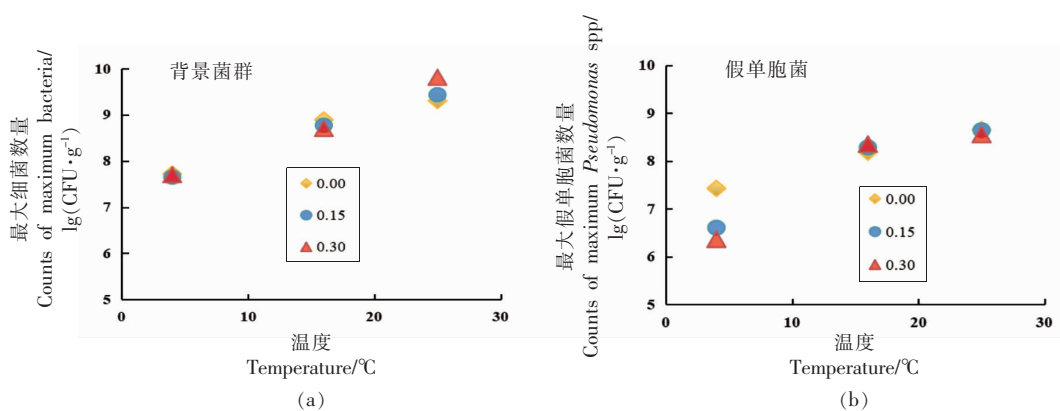 背景菌群
最大细菌数量
Counts of maximum bacteria/
lg(CFU·g⁻¹)
10
9
8
7
6
5
0.00
0.15
0.30
0
10
20
30
温度
Temperature/℃
(a)
假单胞菌
最大假单胞菌数量
Counts of maximum Pseudomonas spp/
lg(CFU·g⁻¹)
10
9
8
7
6
5
0.00
0.15
0.30
0
10
20
30
温度
Temperature/℃
(b)